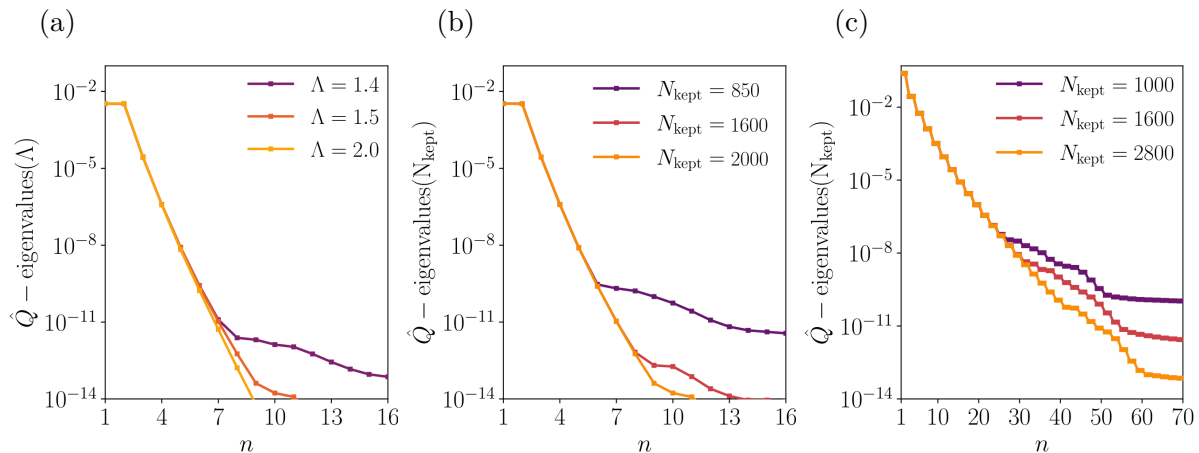 (a)
Q̂ − eigenvalues(Λ)
10⁻²
10⁻⁵
10⁻⁸
10⁻¹¹
10⁻¹⁴
Λ = 1.4
Λ = 1.5
Λ = 2.0
1 4 7 10 13 16
n
(b)
Q̂ − eigenvalues(N_kept)
10⁻²
10⁻⁵
10⁻⁸
10⁻¹¹
10⁻¹⁴
N_kept = 850
N_kept = 1600
N_kept = 2000
1 4 7 10 13 16
n
(c)
Q̂ − eigenvalues(N_kept)
10⁻²
10⁻⁵
10⁻⁸
10⁻¹¹
10⁻¹⁴
N_kept = 1000
N_kept = 1600
N_kept = 2800
1 10 20 30 40 50 60 70
n